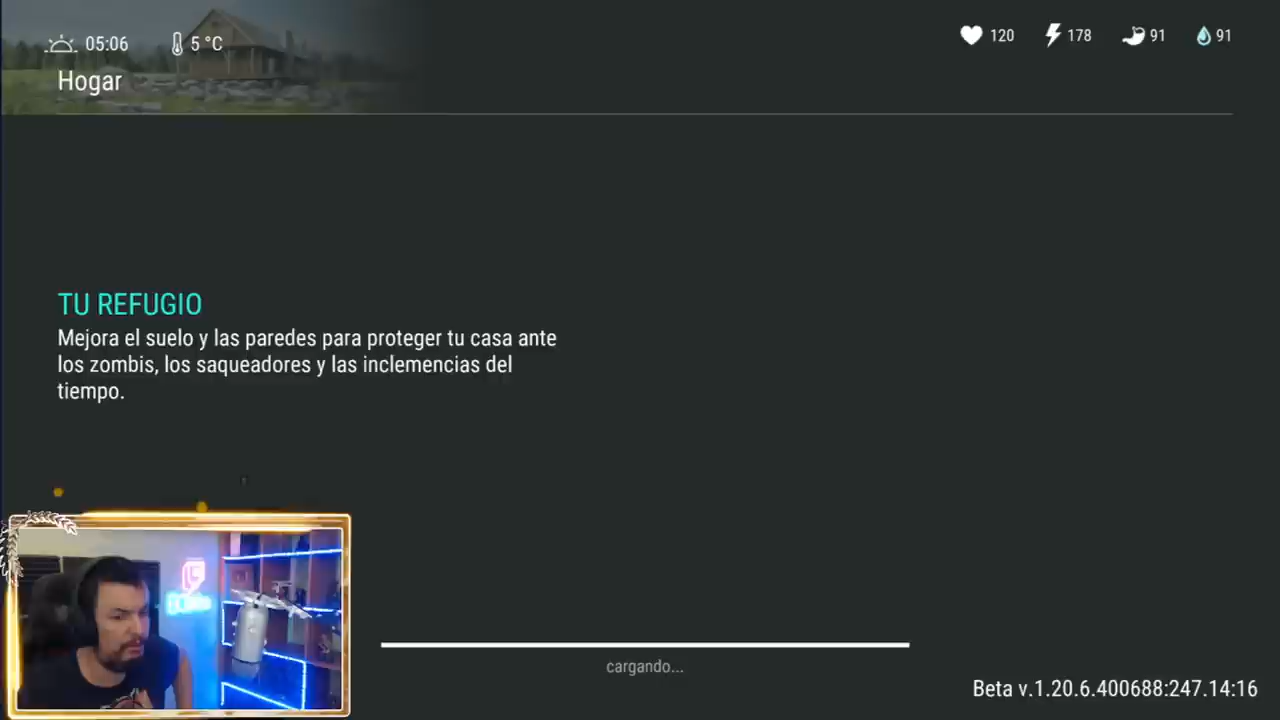 05:06
5 °C
120
178
91
91
Hogar
TU REFUGIO
Mejora el suelo y las paredes para proteger tu casa ante
los zombis, los saqueadores y las inclemencias del
tiempo.
cargando...
Beta v.1.20.6.400688:247.14:16